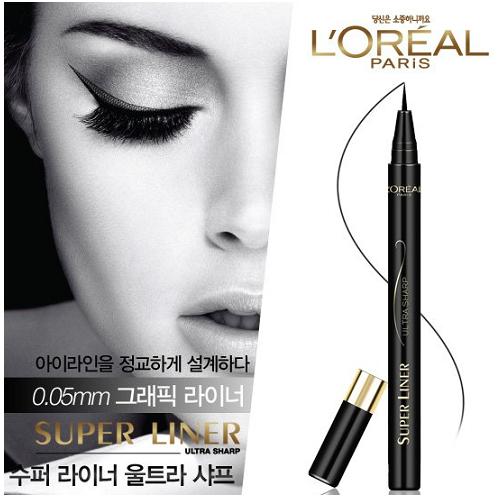 당신은 소중하니까요
L'ORÉAL
PARIS
L'ORÉAL
PARIS
ULTRA SHARP
SUPER LINER
아이라인을 정교하게 설계하다
0.05mm 그래픽 라이너
SUPER LINER
ULTRA SHARP
수퍼 라이너 울트라 샤프